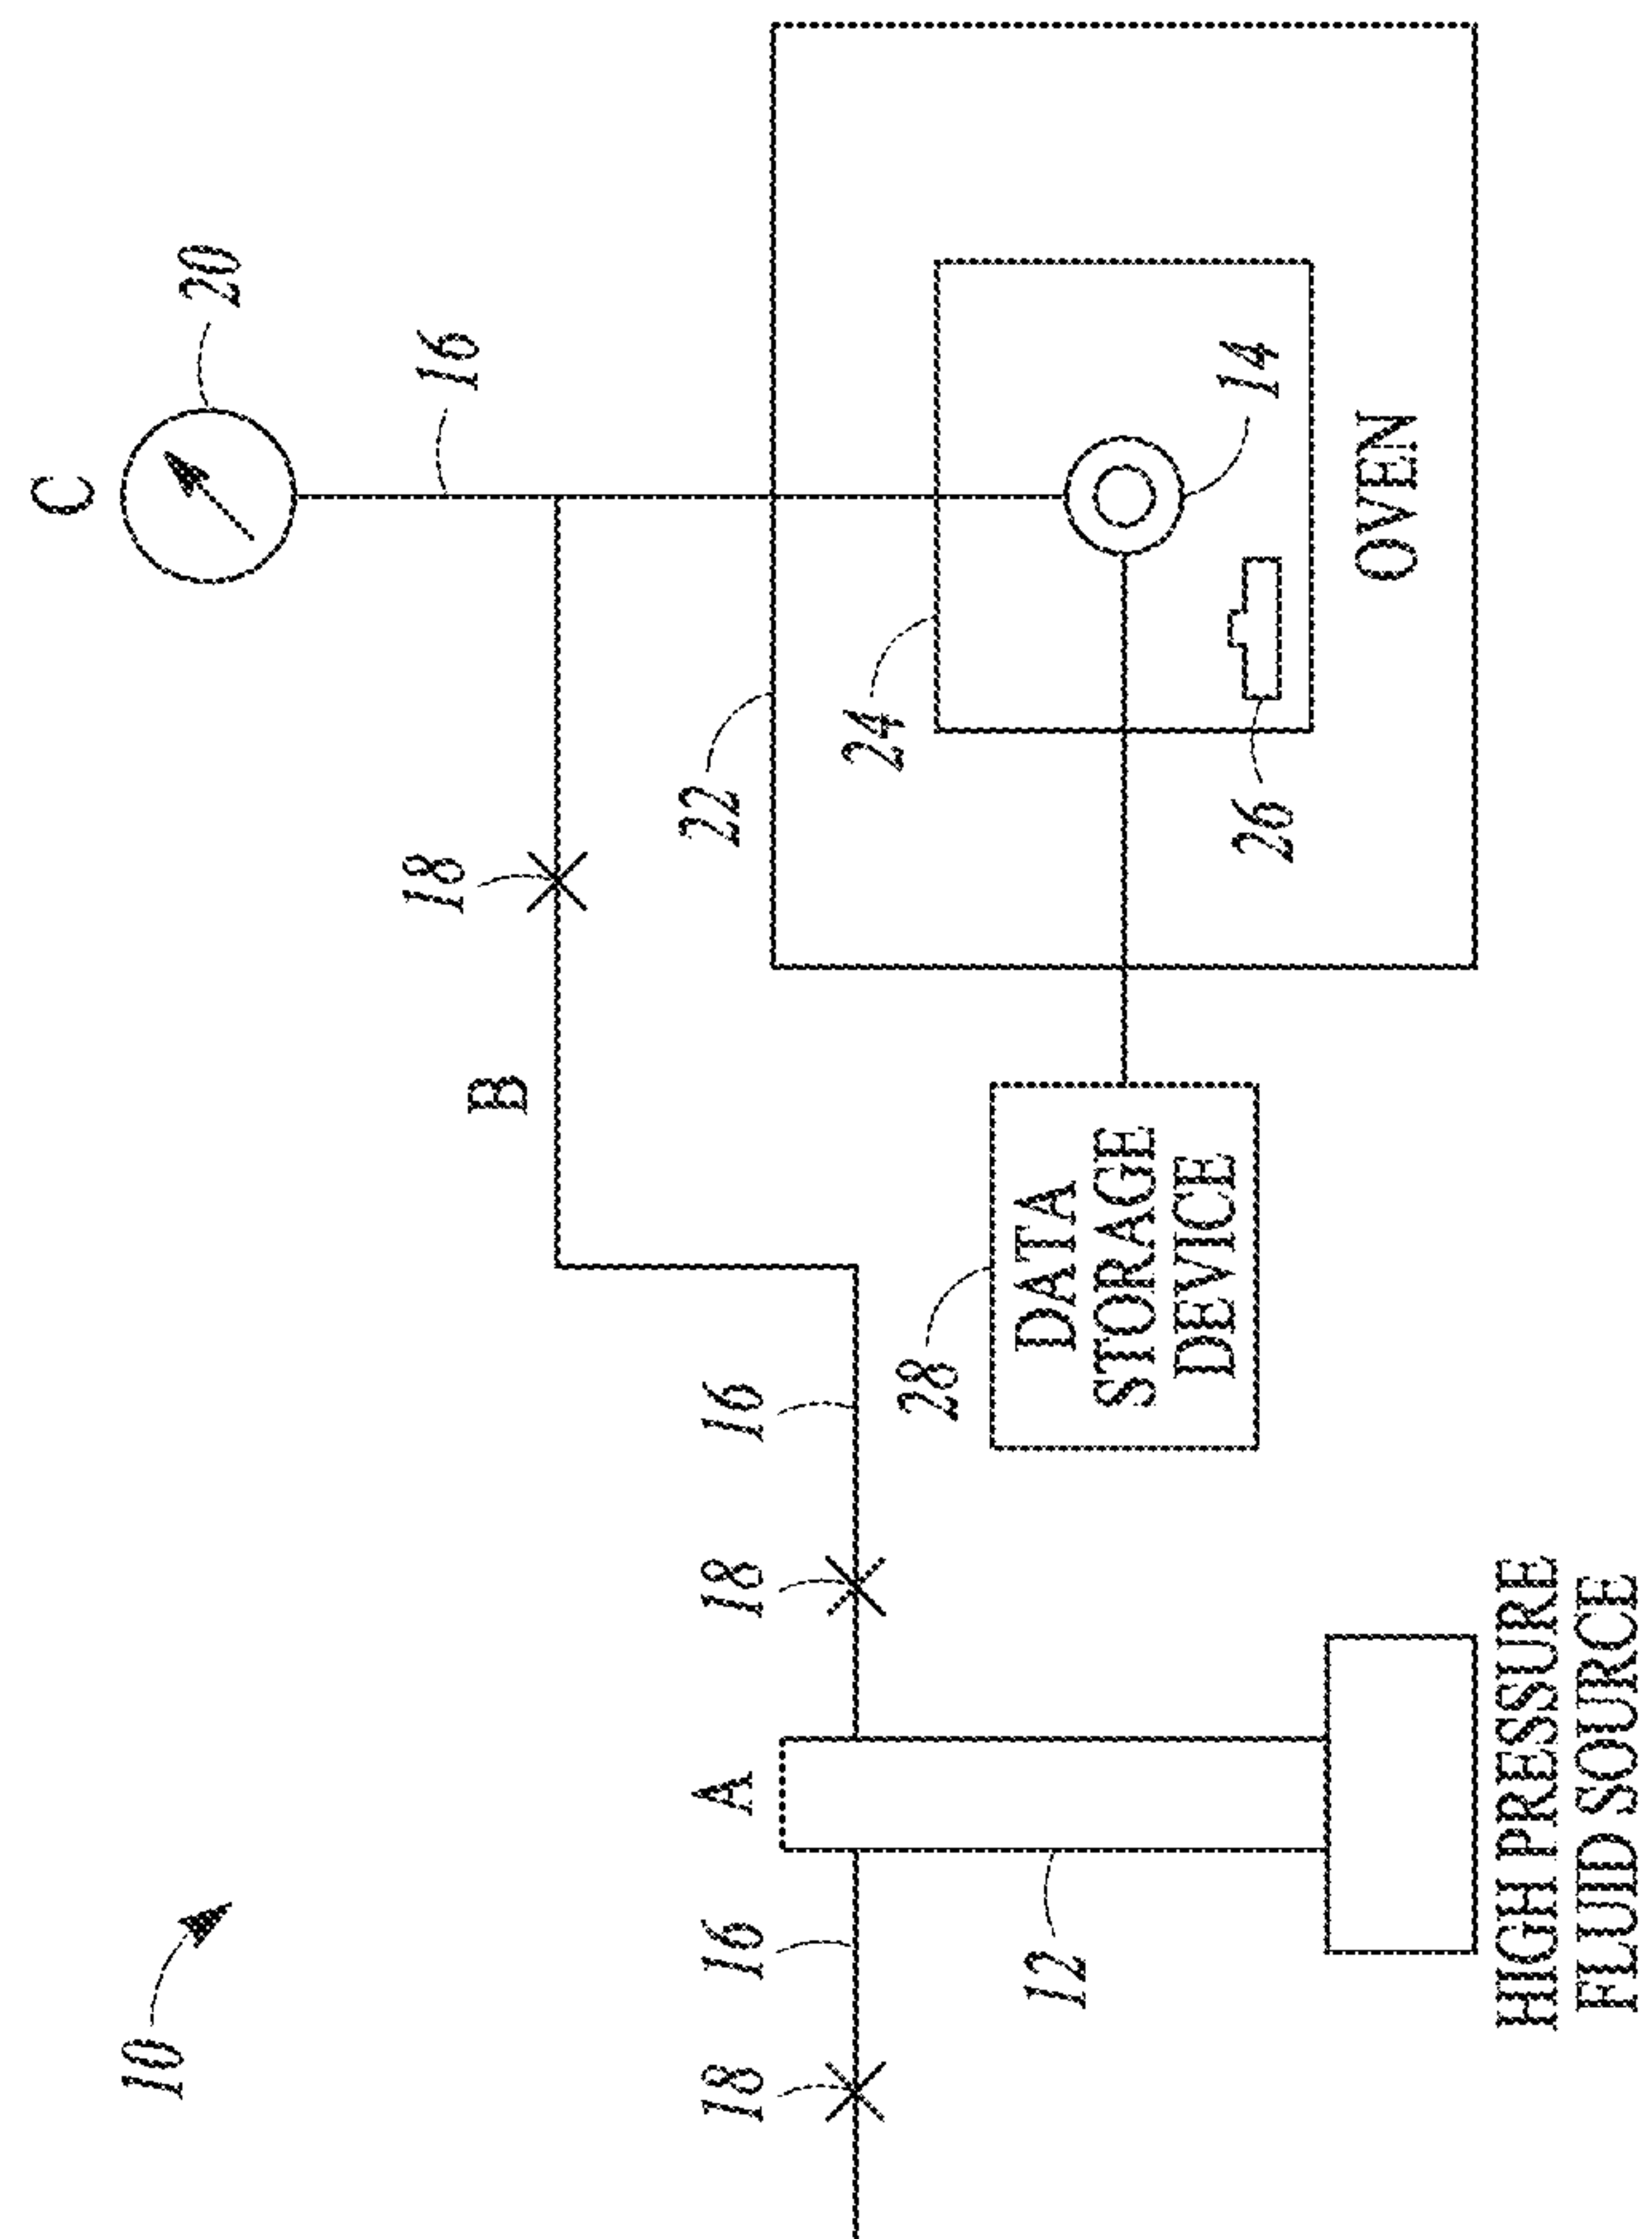 C
20
16
18
B
22
24
14
26
OVEN
16
28
DATA
STORAGE
DEVICE
18
A
16
12
18
10
HIGH PRESSURE
FLUID SOURCE